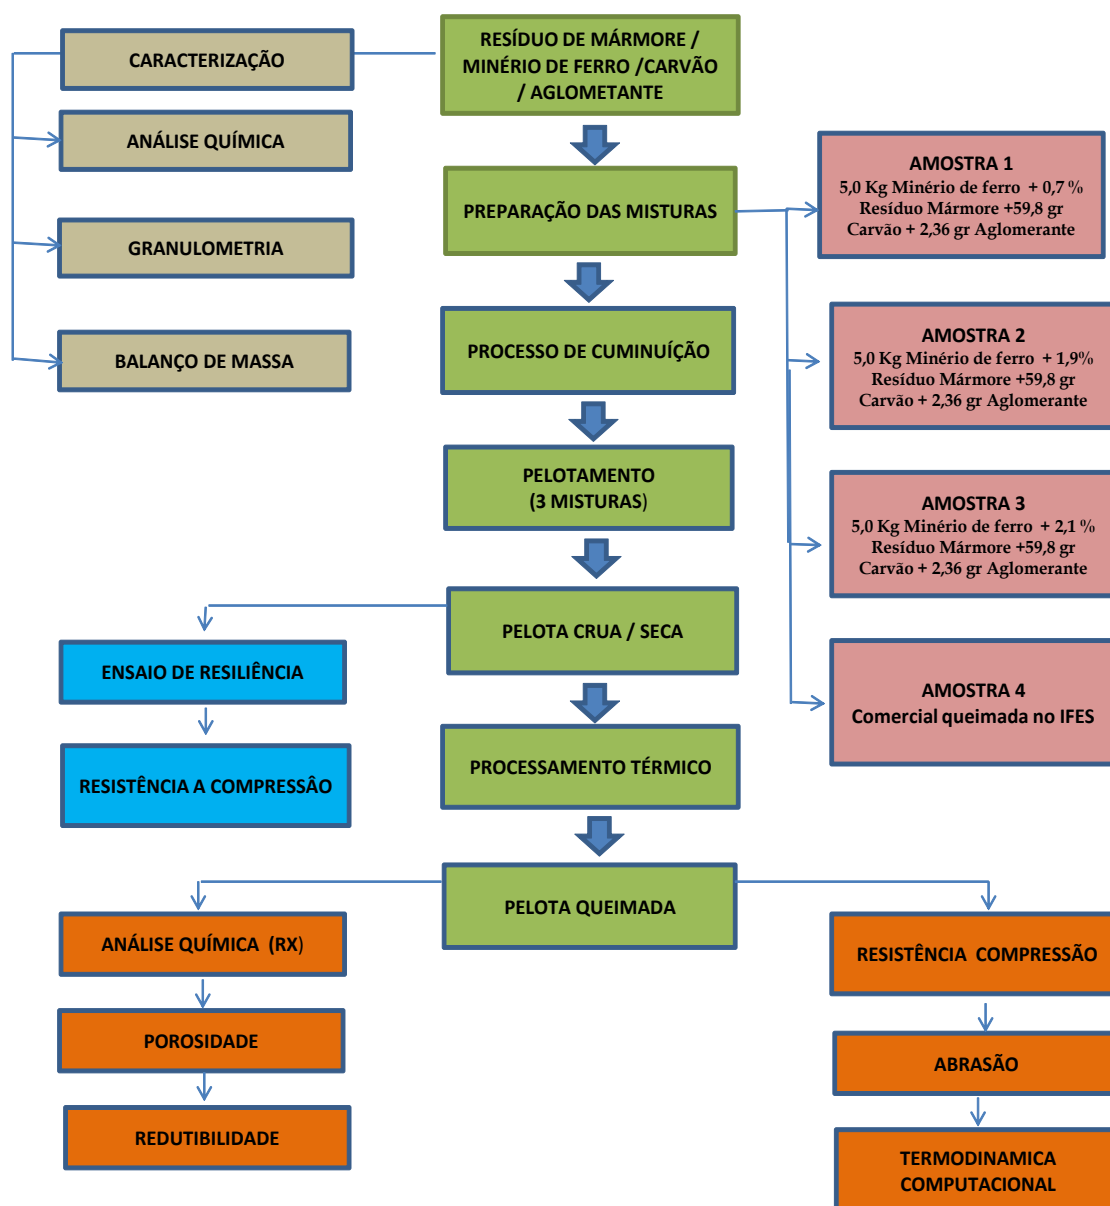 RESÍDUO DE MÁRMORE /
MINÉRIO DE FERRO /CARVÃO
/ AGLOMETANTE
CARACTERIZAÇÃO
ANÁLISE QUÍMICA
GRANULOMETRIA
BALANÇO DE MASSA
PREPARAÇÃO DAS MISTURAS
AMOSTRA 1
5,0 Kg Minério de ferro + 0,7 %
Resíduo Mármore +59,8 gr
Carvão + 2,36 gr Aglomerante
AMOSTRA 2
5,0 Kg Minério de ferro + 1,9%
Resíduo Mármore +59,8 gr
Carvão + 2,36 gr Aglomerante
AMOSTRA 3
5,0 Kg Minério de ferro + 2,1 %
Resíduo Mármore +59,8 gr
Carvão + 2,36 gr Aglomerante
AMOSTRA 4
Comercial queimada no IFES
PROCESSO DE CUMINUÍÇÃO
PELOTAMENTO
(3 MISTURAS)
PELOTA CRUA / SECA
ENSAIO DE RESILIÊNCIA
RESISTÊNCIA A COMPRESSÂO
PROCESSAMENTO TÉRMICO
PELOTA QUEIMADA
ANÁLISE QUÍMICA (RX)
POROSIDADE
REDUTIBILIDADE
RESISTÊNCIA COMPRESSÃO
ABRASÃO
TERMODINAMICA
COMPUTACIONAL